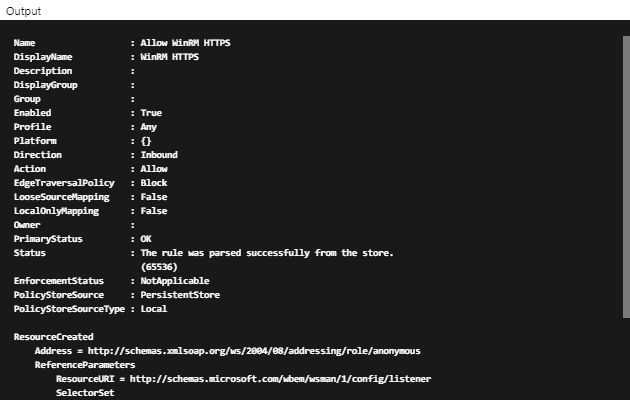 Output
Name : Allow WinRM HTTPS
DisplayName : WinRM HTTPS
Description :
DisplayGroup :
Group :
Enabled : True
Profile : Any
Platform : {}
Direction : Inbound
Action : Allow
EdgeTraversalPolicy : Block
LooseSourceMapping : False
LocalOnlyMapping : False
Owner :
PrimaryStatus : OK
Status : The rule was parsed successfully from the store.
(65536)
EnforcementStatus : NotApplicable
PolicyStoreSource : PersistentStore
PolicyStoreSourceType : Local
ResourceCreated
Address = http://schemas.xmlsoap.org/ws/2004/08/addressing/role/anonymous
ReferenceParameters
ResourceURI = http://schemas.microsoft.com/wbem/wsman/1/config/listener
SelectorSet